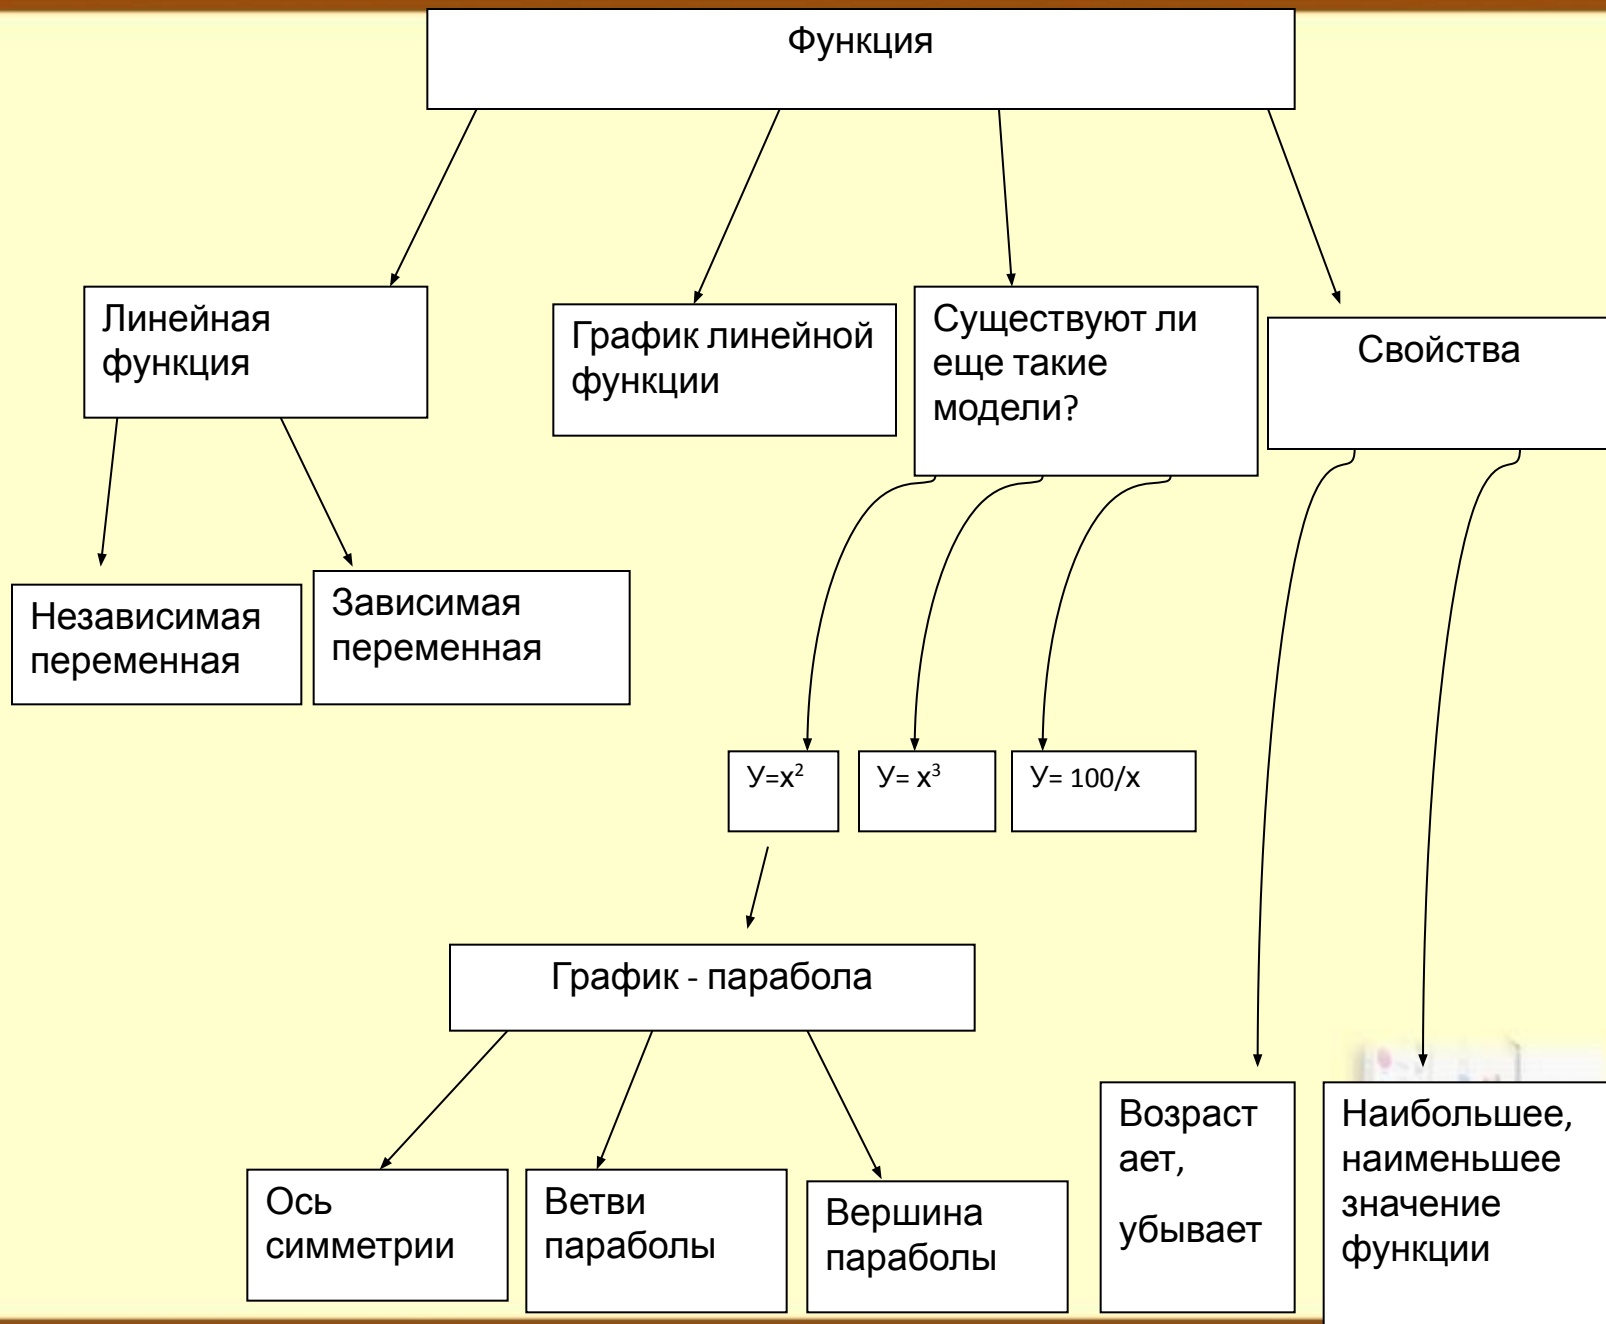 Функция
Линейная
функция
График линейной
функции
Существуют ли
еще такие
модели?
Свойства
Независимая
переменная
Зависимая
переменная
У=х²
У= х³
У= 100/х
График - парабола
Ось
симметрии
Ветви
параболы
Вершина
параболы
Возраст
ает,
убывает
Наибольшее,
наименьшее
значение
функции